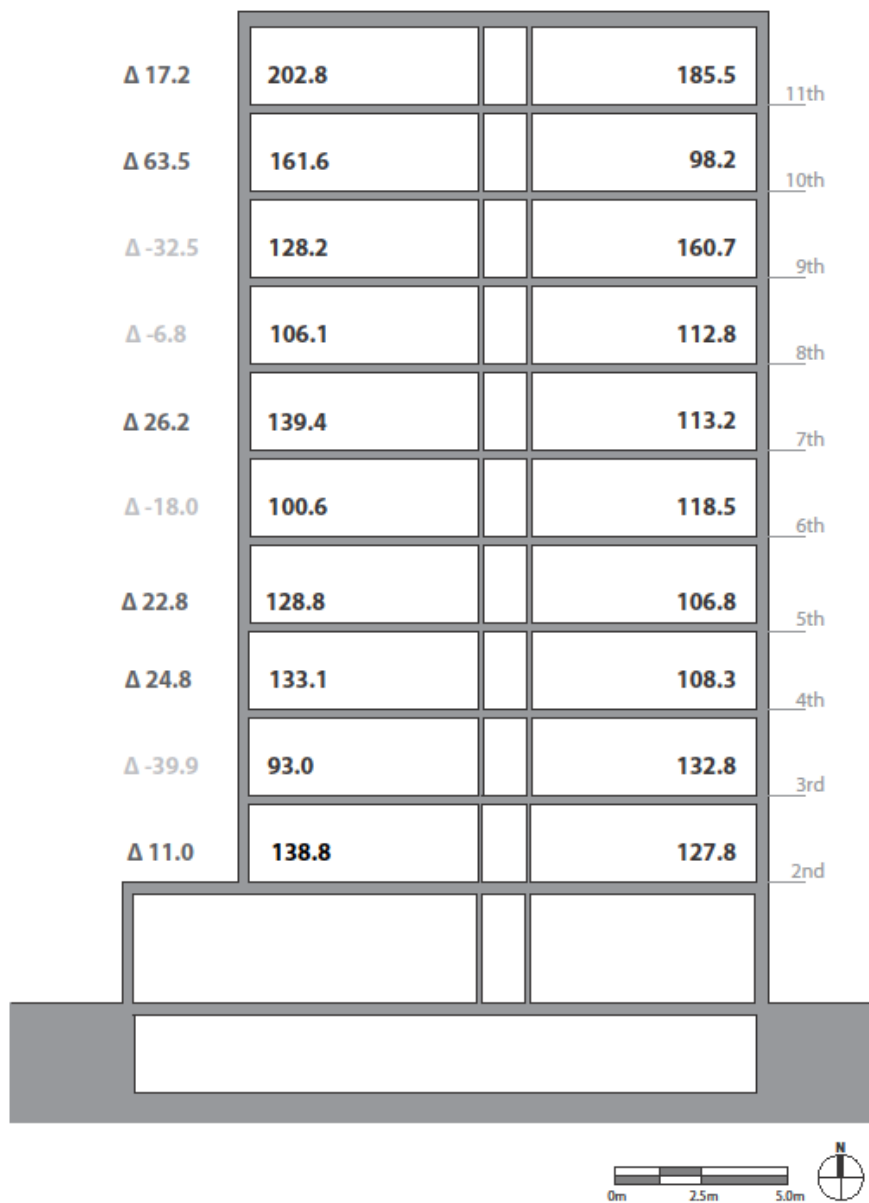 Δ 17.2 202.8 185.5
11th
Δ 63.5 161.6 98.2
10th
Δ -32.5 128.2 160.7
9th
Δ -6.8 106.1 112.8
8th
Δ 26.2 139.4 113.2
7th
Δ -18.0 100.6 118.5
6th
Δ 22.8 128.8 106.8
5th
Δ 24.8 133.1 108.3
4th
Δ -39.9 93.0 132.8
3rd
Δ 11.0 138.8 127.8
2nd
N
0m 2.5m 5.0m